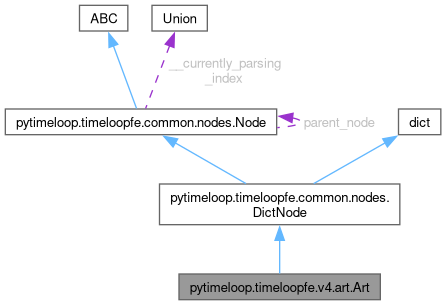 ABC
Union
__currently_parsing
_index
pytimeloop.timeloopfe.common.nodes.Node
parent_node
dict
pytimeloop.timeloopfe.common.nodes.
DictNode
pytimeloop.timeloopfe.v4.art.Art